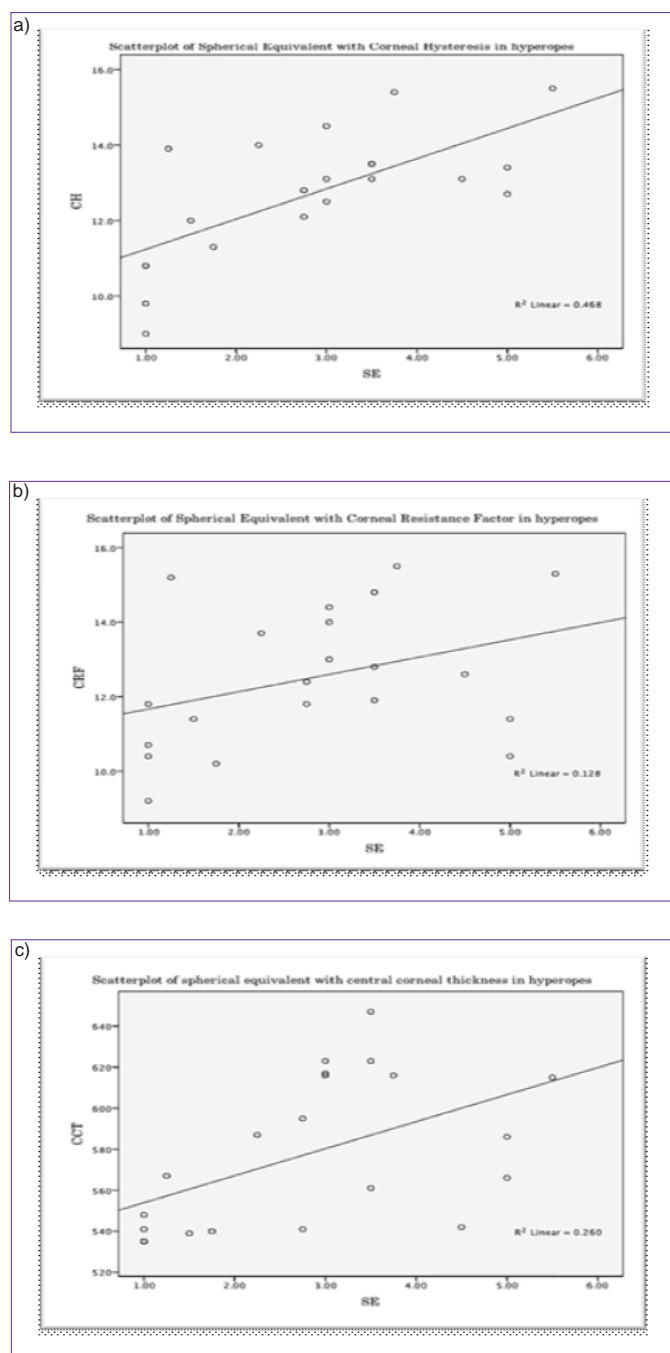 a)
Scatterplot of Spherical Equivalent with Corneal Hysteresis in hyperopes
16.0
14.0
12.0
10.0
CH
R² Linear = 0.468
1.00 2.00 3.00 4.00 5.00 6.00
SE
b)
Scatterplot of Spherical Equivalent with Corneal Resistance Factor in hyperopes
16.0
14.0
12.0
10.0
CRF
R² Linear = 0.128
1.00 2.00 3.00 4.00 5.00 6.00
SE
c)
Scatterplot of spherical equivalent with central corneal thickness in hyperopes
640
620
600
580
560
540
520
CCT
R² Linear = 0.260
1.00 2.00 3.00 4.00 5.00 6.00
SE